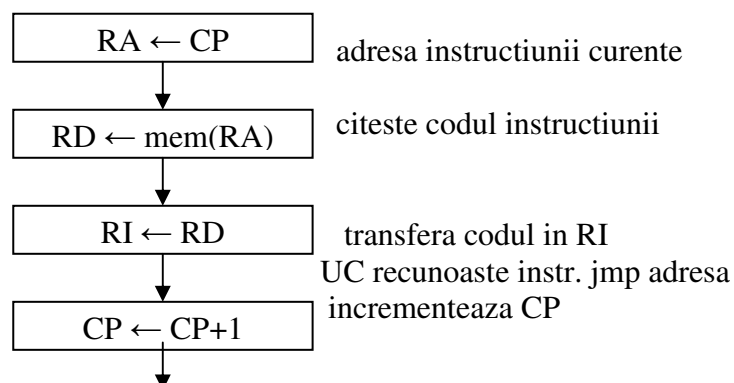 RA ← CP
adresa instructiunii curente
RD ← mem(RA)
citeste codul instructiunii
RI ← RD
transfera codul in RI
UC recunoaste instr. jmp adresa
incrementeaza CP
CP ← CP+1